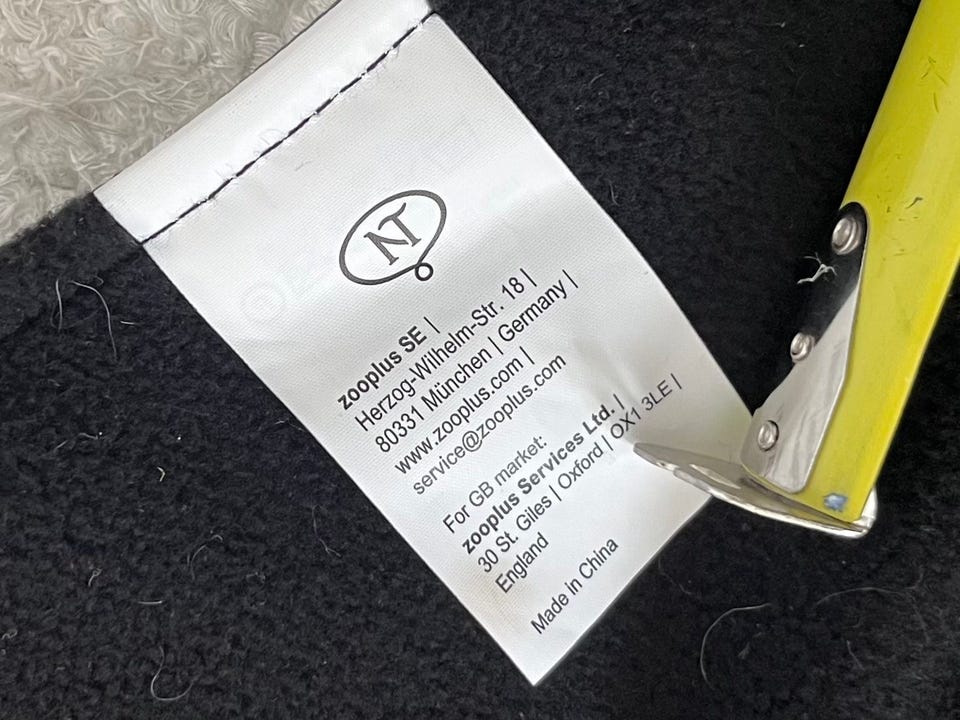 NT
zooplus SE |
Herzog-Wilhelm-Str. 18 |
80331 München | Germany |
www.zooplus.com |
service@zooplus.com
For GB market:
zooplus Services Ltd. |
30 St. Giles | Oxford | OX1 3LE |
England
Made in China